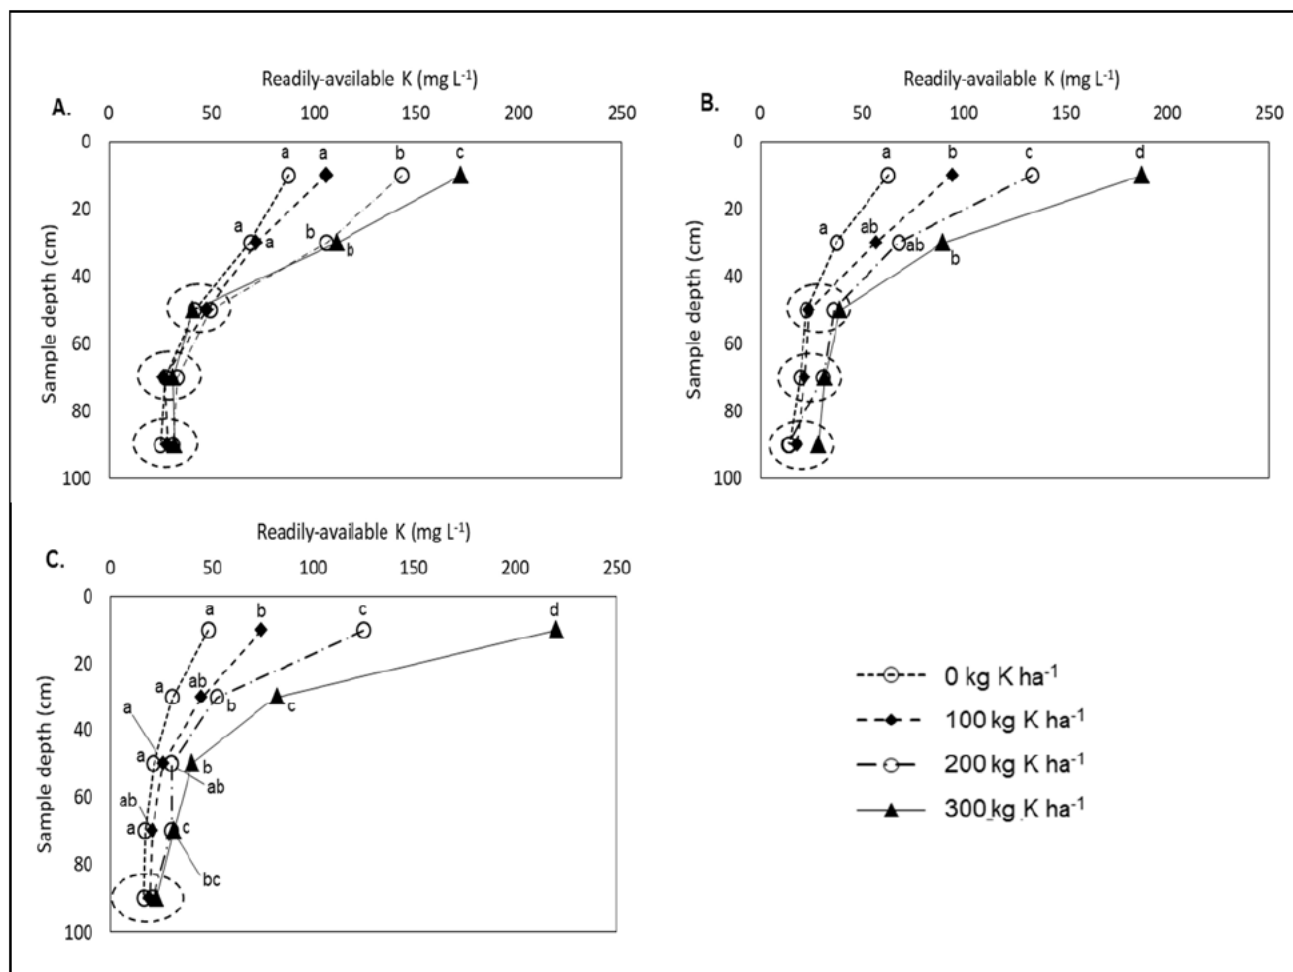 Readily-available K (mg L⁻¹)
A.
0 50 100 150 200 250
0
20
40
60
80
100
Sample depth (cm)
a a b c
a a b b
Readily-available K (mg L⁻¹)
B.
0 50 100 150 200 250
0
20
40
60
80
100
Sample depth (cm)
a b c d
a ab ab b
Readily-available K (mg L⁻¹)
C.
0 50 100 150 200 250
0
20
40
60
80
100
Sample depth (cm)
a b c d
a ab b c
a a ab b
a ab c bc
0 kg K ha⁻¹
100 kg K ha⁻¹
200 kg K ha⁻¹
300 kg K ha⁻¹